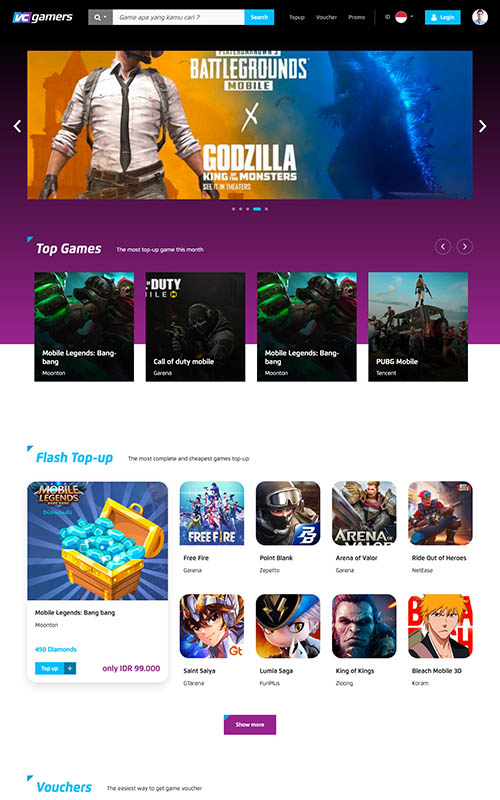 VC gamers
Game apa yang kamu cari ?
Search
Topup
Voucher
Promo
ID
Login
PLAYERUNKNOWN'S
BATTLEGROUNDS
MOBILE
X
GODZILLA
KING OF THE MONSTERS
SEE IT IN THEATERS
Top Games
The most top-up game this month
Mobile Legends: Bang-
bang
Moonton
CALL OF DUTY
MOBILE
Call of duty mobile
Garena
Mobile Legends: Bang-
bang
Moonton
PUBG Mobile
Tencent
Flash Top-up
The most complete and cheapest games top-up
MOBILE
LEGENDS
Diamonds
Mobile Legends: Bang bang
Moonton
450 Diamonds
Top up +
only IDR 99.000
FREE FIRE
Free Fire
Garena
PB
Point Blank
Zepetto
ARENA OF
VALOR
Arena of Valor
Garena
Ride Out of Heroes
NetEase
Gt
Saint Saiya
GTarena
Lumia Saga
FunPlus
King of Kings
Zloong
Bleach Mobile 3D
Koram
Show more
Vouchers
The easiest way to get game voucher